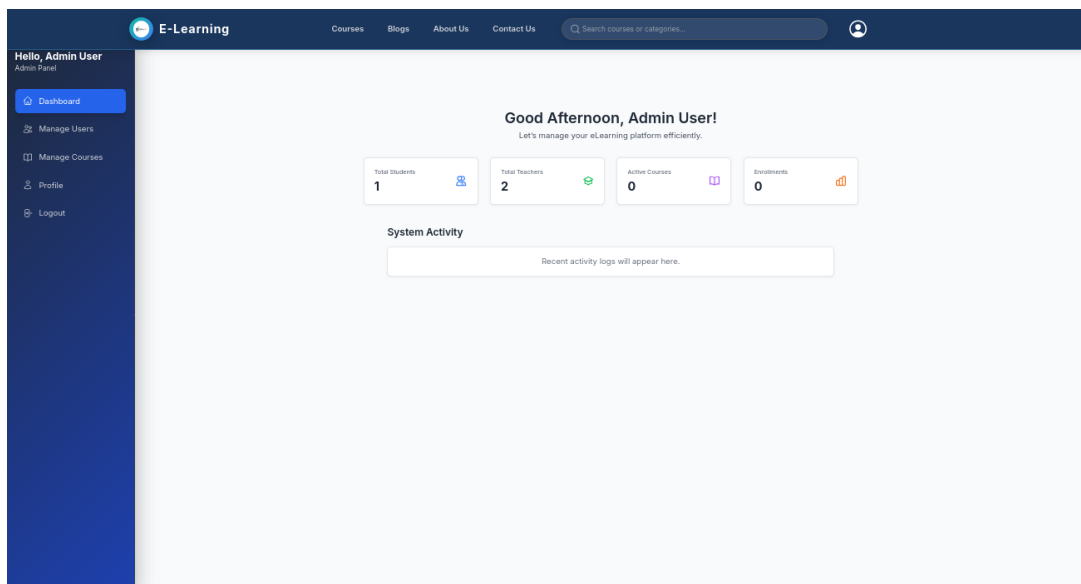 E-Learning
Courses Blogs About Us Contact Us Search courses or categories...
Hello, Admin User
Admin Panel
Dashboard
Manage Users
Manage Courses
Profile
Logout
Good Afternoon, Admin User!
Let's manage your eLearning platform efficiently.
Total Students
1
Total Teachers
2
Active Courses
0
Enrollments
0
System Activity
Recent activity logs will appear here.